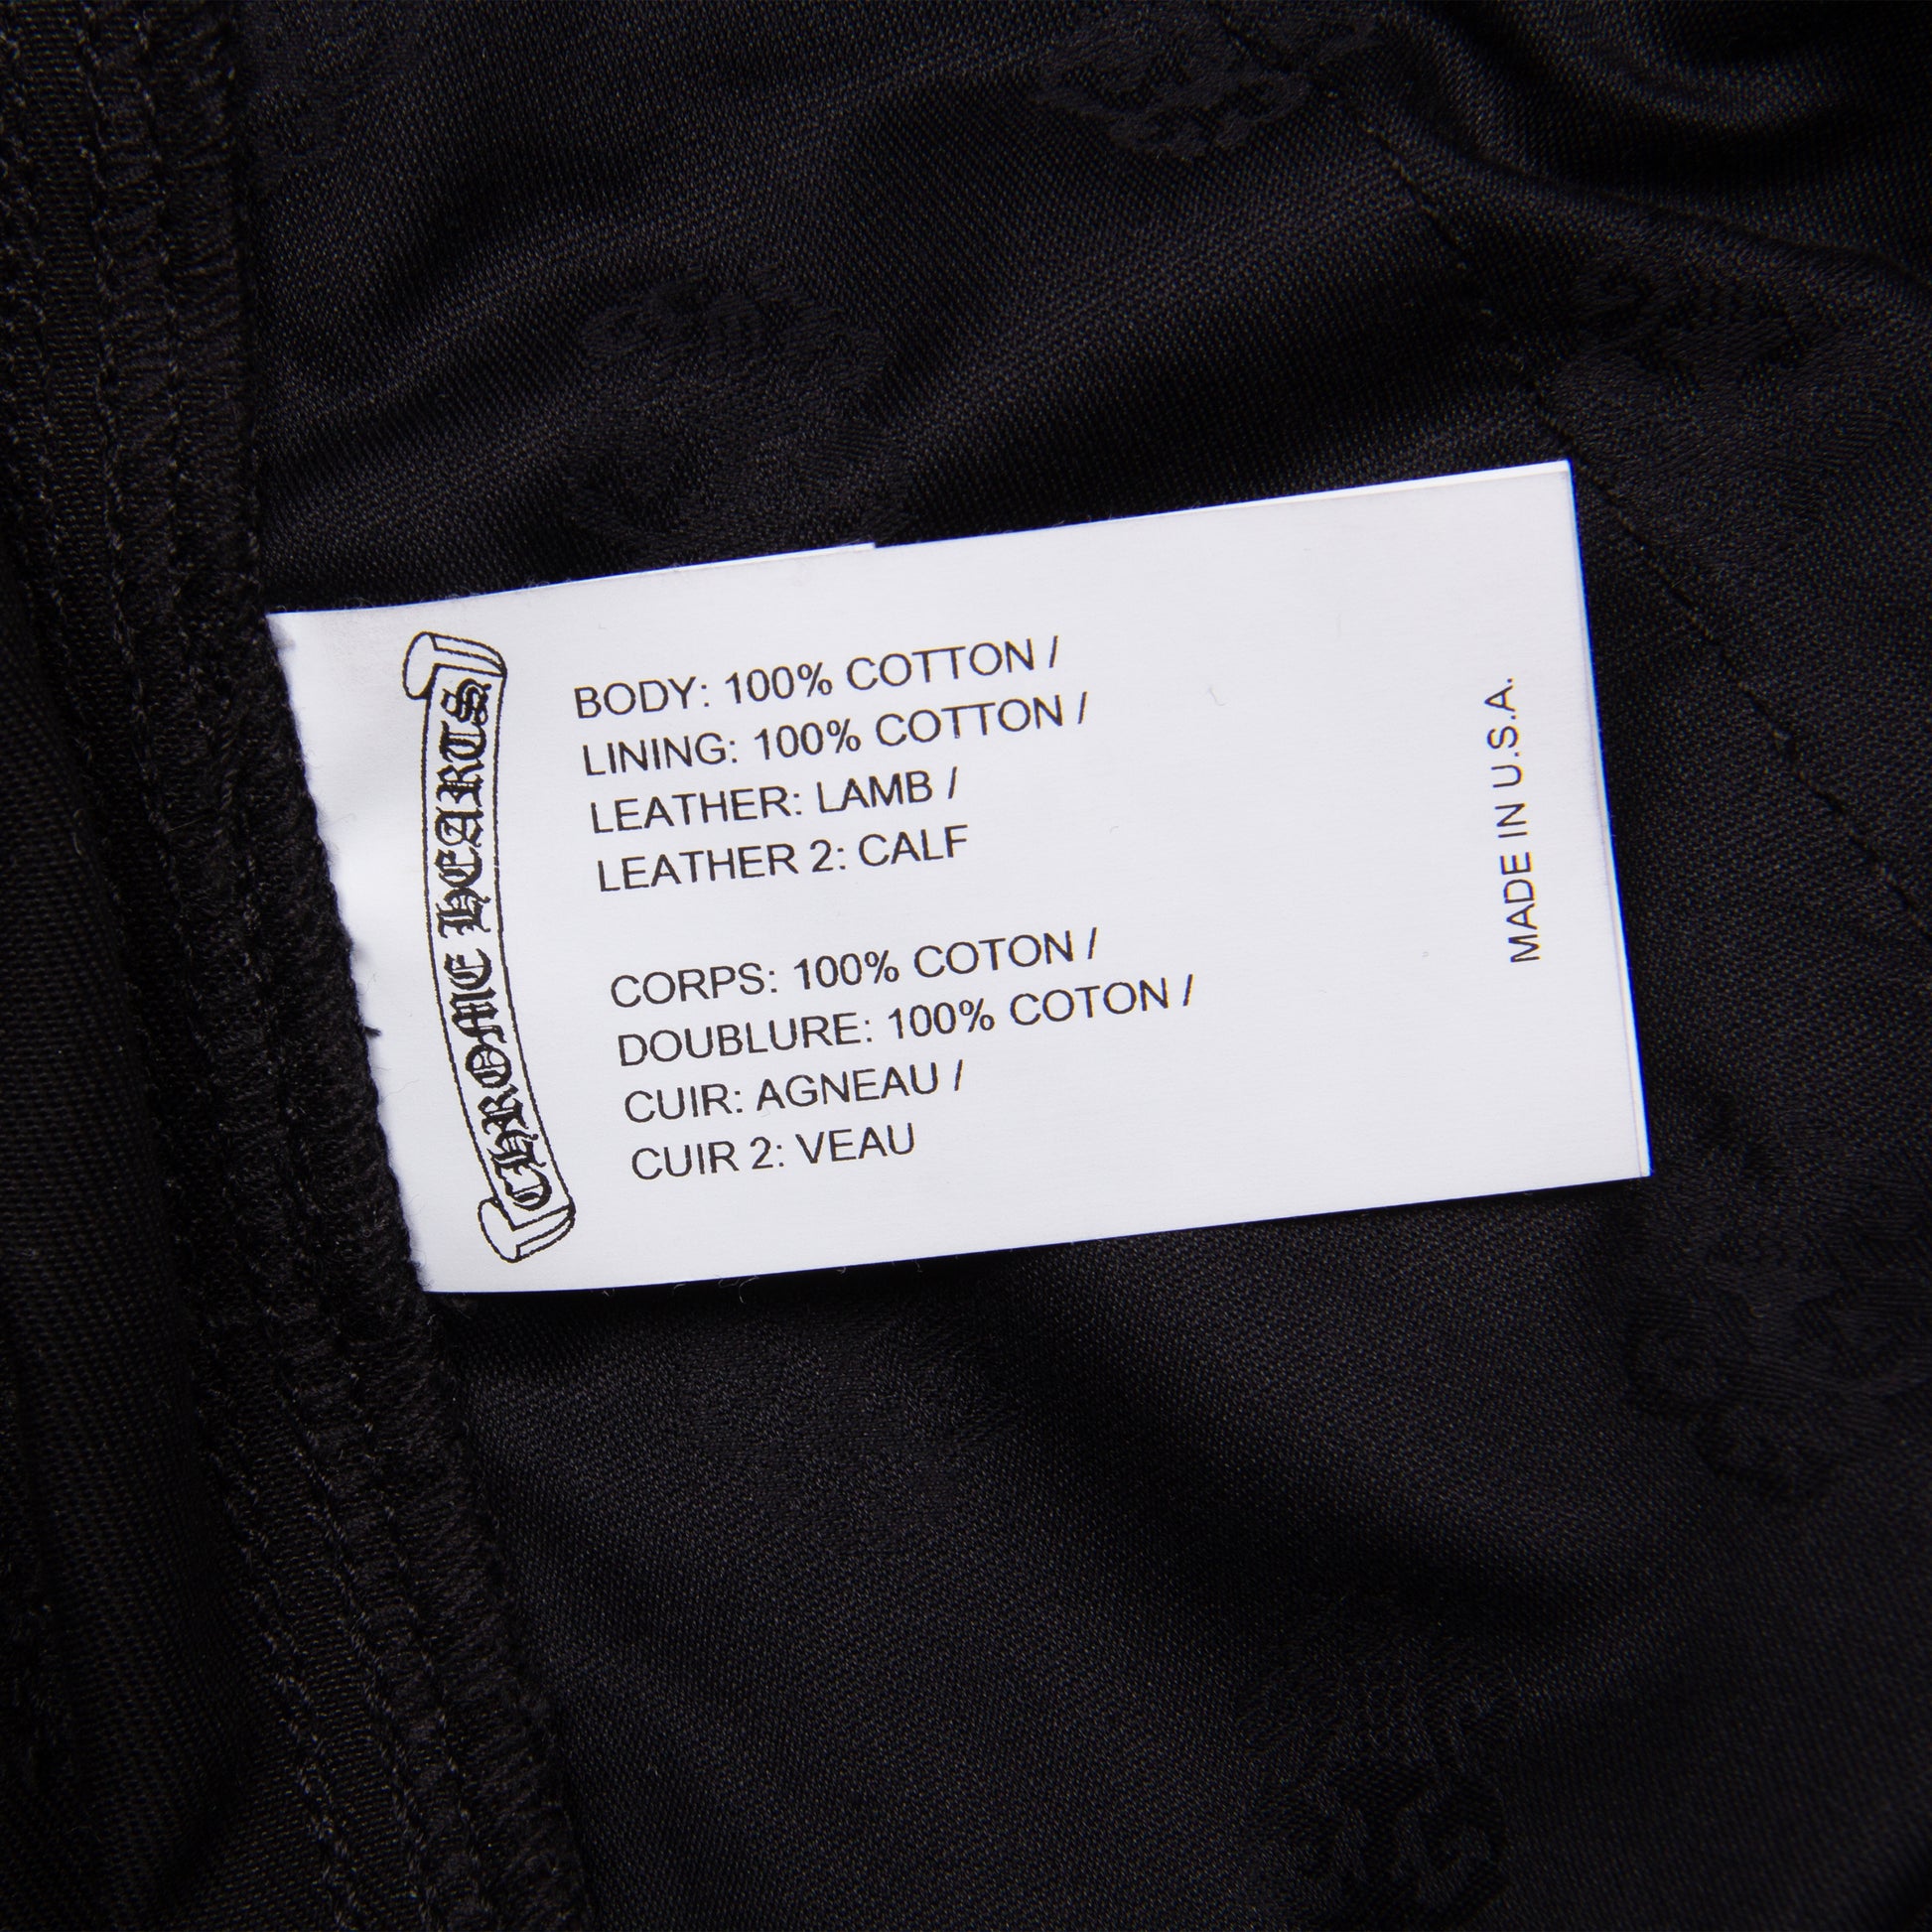 CHROME HEARTS
BODY: 100% COTTON /
LINING: 100% COTTON /
LEATHER: LAMB /
LEATHER 2: CALF
CORPS: 100% COTON /
DOUBLURE: 100% COTON /
CUIR: AGNEAU /
CUIR 2: VEAU
MADE IN U.S.A.